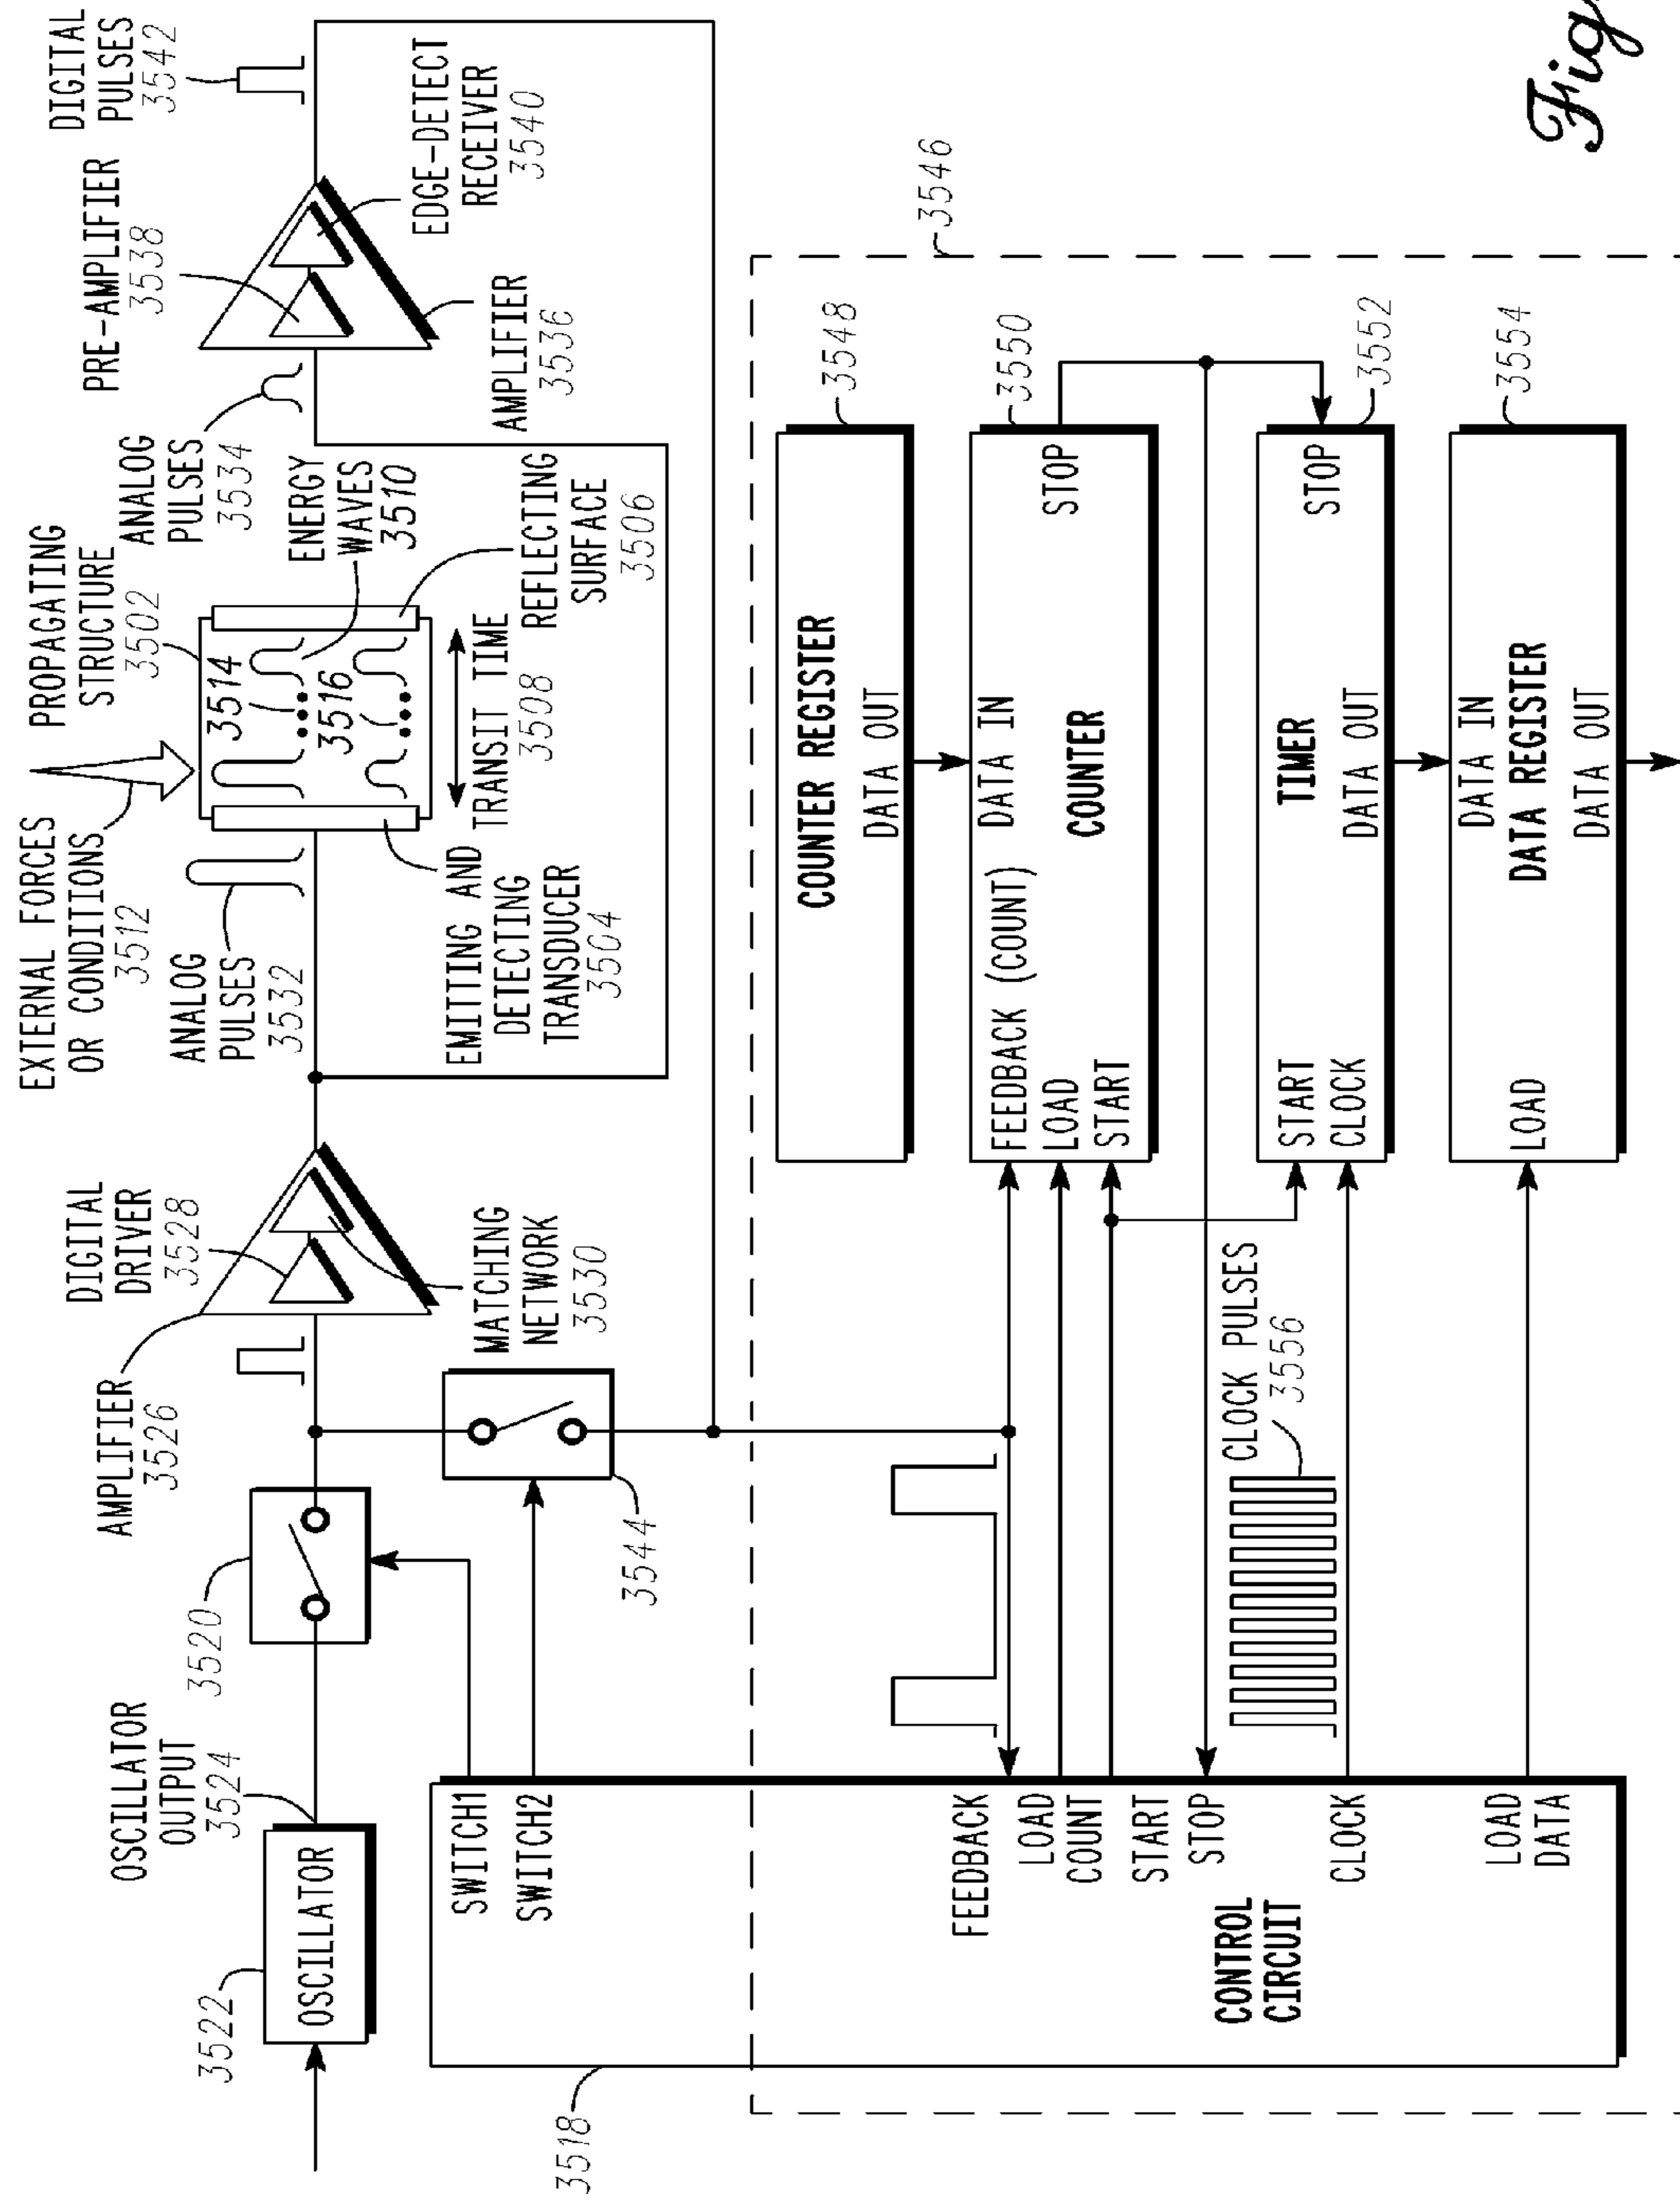 EXTERNAL FORCES
OR CONDITIONS
3512
PROPAGATING
STRUCTURE
3502
ANALOG
PULSES
3534
PRE-AMPLIFIER
3538
DIGITAL
PULSES
3542
OSCILLATOR
OUTPUT
3524
3522
OSCILLATOR
3520
AMPLIFIER
3526
DIGITAL
DRIVER
3528
MATCHING
NETWORK
3530
ANALOG
PULSES
3532
3514
3516
ENERGY
WAVES
3510
EMITTING AND
DETECTING
TRANSDUCER
3504
TRANSIT TIME
3508
REFLECTING
SURFACE
3506
AMPLIFIER
3536
EDGE-DETECT
RECEIVER
3540
3544
3518
SWITCH1
SWITCH2
FEEDBACK
LOAD
COUNT
START
STOP
CLOCK
LOAD
DATA
CONTROL
CIRCUIT
3546
COUNTER REGISTER
DATA OUT
3548
FEEDBACK (COUNT)
LOAD
START
DATA IN
COUNTER
STOP
3550
CLOCK PULSES
3556
START
CLOCK
TIMER
DATA OUT
STOP
3552
LOAD
DATA IN
DATA REGISTER
DATA OUT
3554